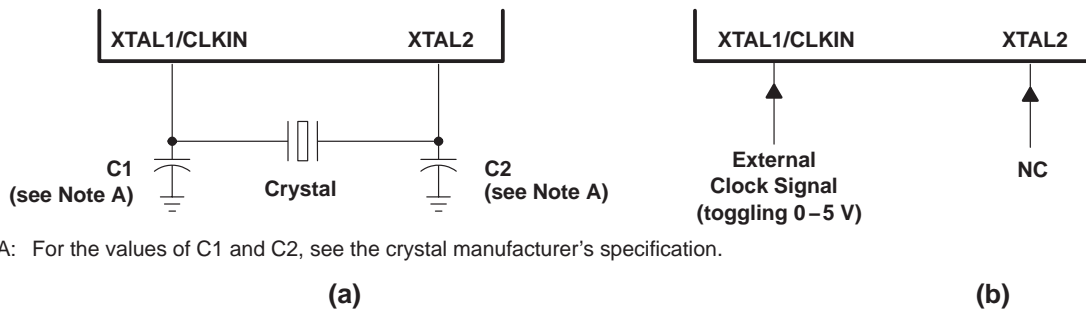 XTAL1/CLKIN XTAL2
C1
(see Note A)
Crystal
C2
(see Note A)
XTAL1/CLKIN XTAL2
External
Clock Signal
(toggling 0–5 V)
NC
A: For the values of C1 and C2, see the crystal manufacturer’s specification.
(a) (b)